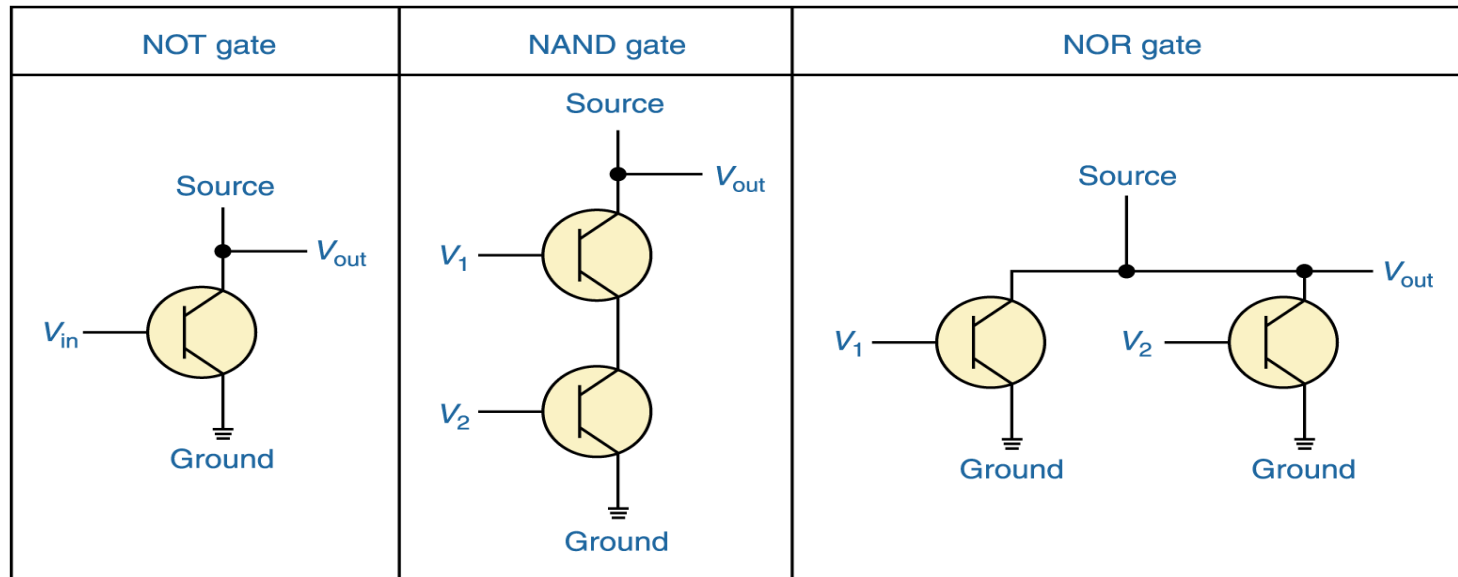 NOT gate
NAND gate
NOR gate
Source
Vout
Vin
Ground
Source
Vout
V1
V2
Ground
Source
Vout
V1
V2
Ground
Ground